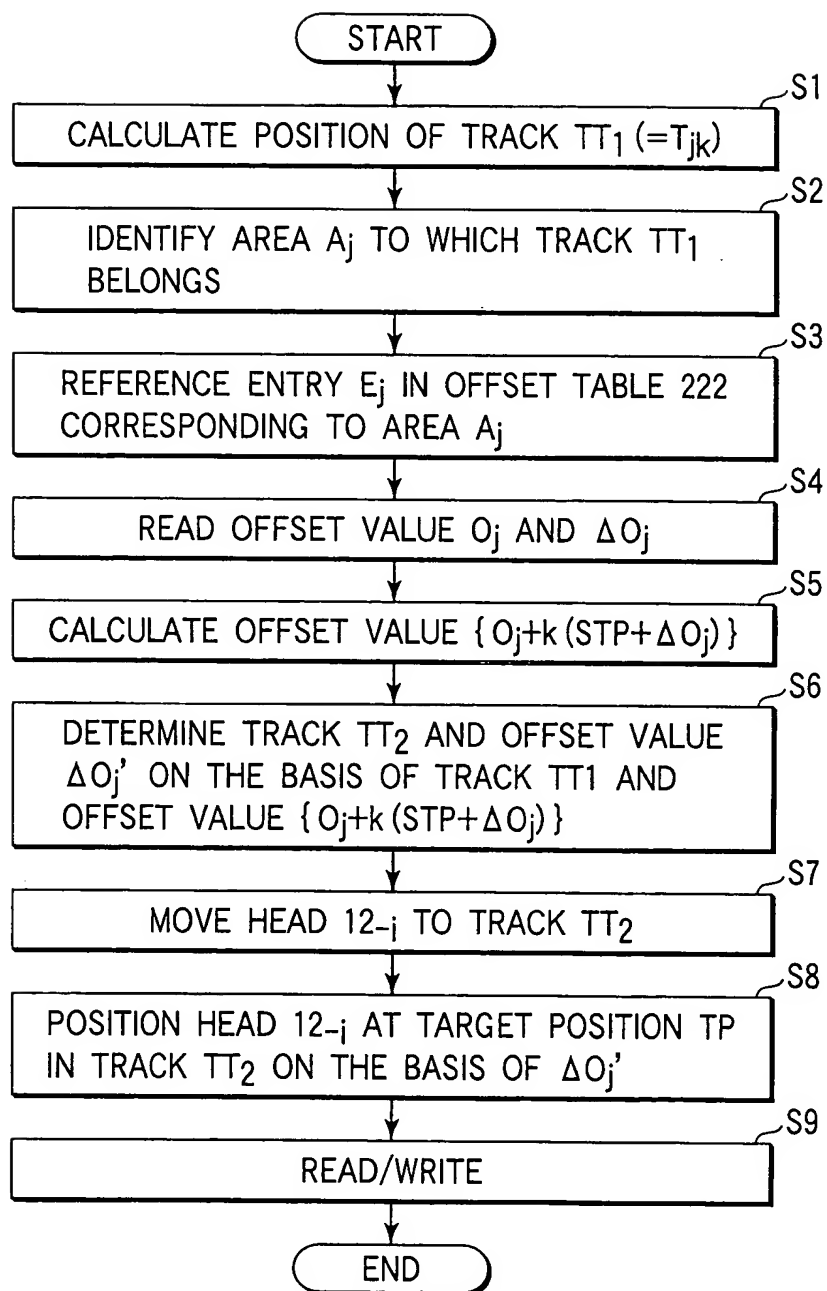 START
S1
CALCULATE POSITION OF TRACK TT1 (=Tjk)
S2
IDENTIFY AREA Aj TO WHICH TRACK TT1
BELONGS
S3
REFERENCE ENTRY Ej IN OFFSET TABLE 222
CORRESPONDING TO AREA Aj
S4
READ OFFSET VALUE Oj AND ΔOj
S5
CALCULATE OFFSET VALUE {Oj+k(STP+ΔOj)}
S6
DETERMINE TRACK TT2 AND OFFSET VALUE
ΔOj' ON THE BASIS OF TRACK TT1 AND
OFFSET VALUE {Oj+k(STP+ΔOj)}
S7
MOVE HEAD 12-i TO TRACK TT2
S8
POSITION HEAD 12-i AT TARGET POSITION TP
IN TRACK TT2 ON THE BASIS OF ΔOj'
S9
READ/WRITE
END